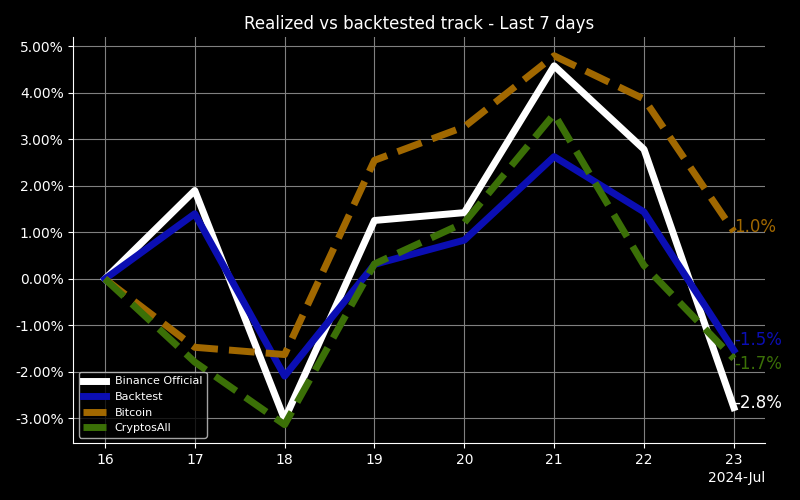 Realized vs backtested track - Last 7 days
5.00%
4.00%
3.00%
2.00%
1.00%
0.00%
-1.00%
-2.00%
-3.00%
1.0%
-1.5%
-1.7%
-2.8%
Binance Official
Backtest
Bitcoin
CryptosAll
16 17 18 19 20 21 22 23
2024-Jul